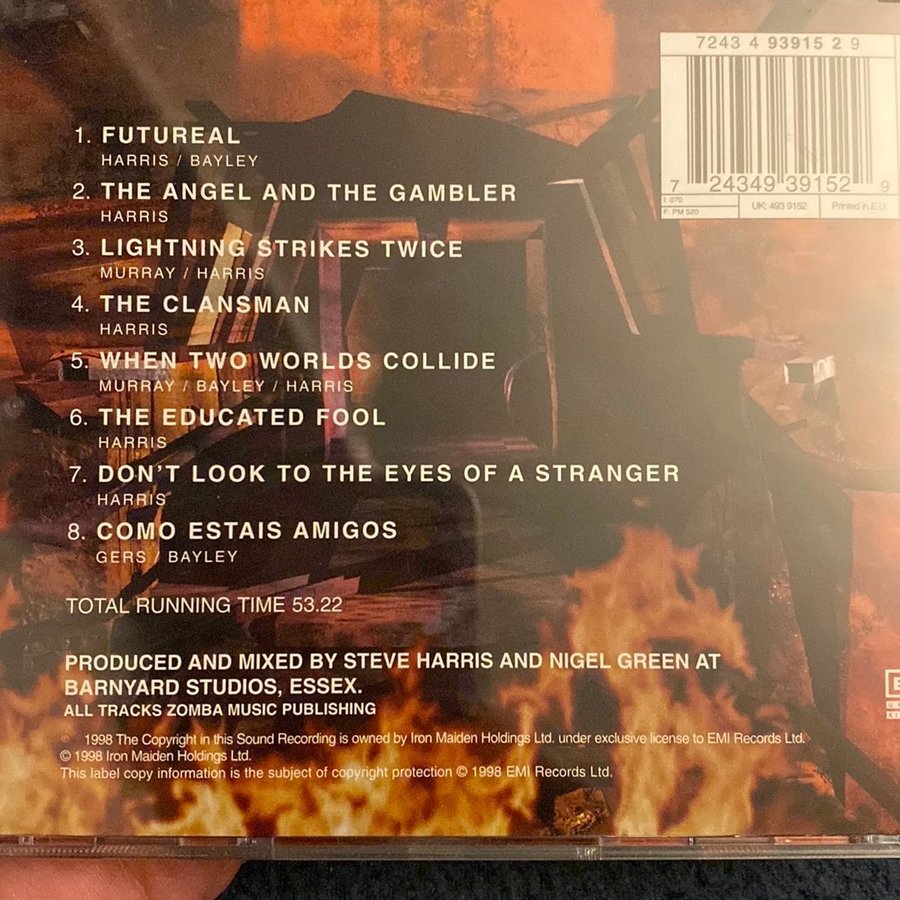 7243 4 93915 2 9
7 24349 39152 9
I: 070
F: PM 520
UK: 493 9152
Printed in E.U.
1. FUTUREAL
HARRIS / BAYLEY
2. THE ANGEL AND THE GAMBLER
HARRIS
3. LIGHTNING STRIKES TWICE
MURRAY / HARRIS
4. THE CLANSMAN
HARRIS
5. WHEN TWO WORLDS COLLIDE
MURRAY / BAYLEY / HARRIS
6. THE EDUCATED FOOL
HARRIS
7. DON'T LOOK TO THE EYES OF A STRANGER
HARRIS
8. COMO ESTAIS AMIGOS
GERS / BAYLEY
TOTAL RUNNING TIME 53.22
PRODUCED AND MIXED BY STEVE HARRIS AND NIGEL GREEN AT
BARNYARD STUDIOS, ESSEX.
ALL TRACKS ZOMBA MUSIC PUBLISHING
1998 The Copyright in this Sound Recording is owned by Iron Maiden Holdings Ltd. under exclusive license to EMI Records Ltd.
© 1998 Iron Maiden Holdings Ltd.
This label copy information is the subject of copyright protection © 1998 EMI Records Ltd.